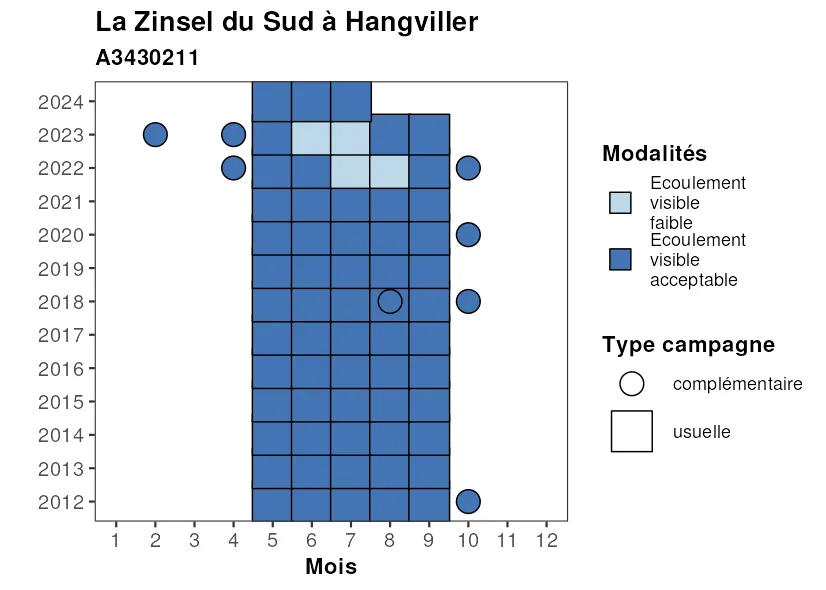 La Zinsel du Sud à Hangviller
A3430211
2024
2023
2022
2021
2020
2019
2018
2017
2016
2015
2014
2013
2012
1 2 3 4 5 6 7 8 9 10 11 12
Mois
Modalités
Ecoulement
visible
faible
Ecoulement
visible
acceptable
Type campagne
complémentaire
usuelle